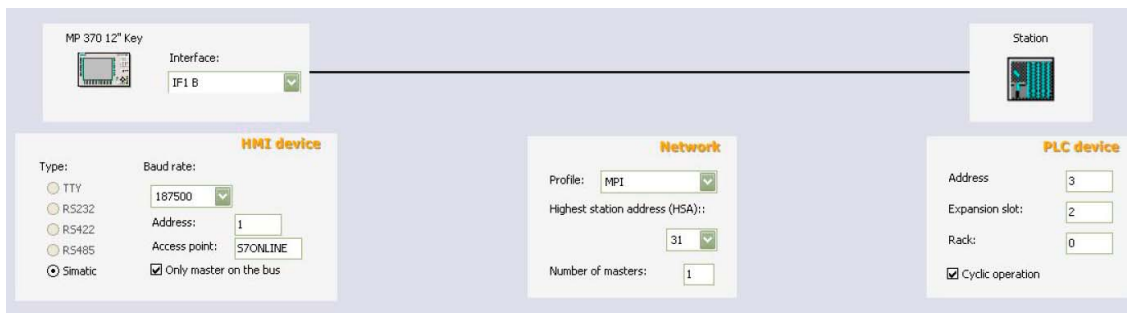 MP 370 12" Key
Interface:
IF1 B
Station
HMI device
Type:
TTY
RS232
RS422
RS485
Simatic
Baud rate:
187500
Address:
1
Access point:
S7ONLINE
Only master on the bus
Network
Profile:
MPI
Highest station address (HSA)::
31
Number of masters:
1
PLC device
Address
3
Expansion slot:
2
Rack:
0
Cyclic operation